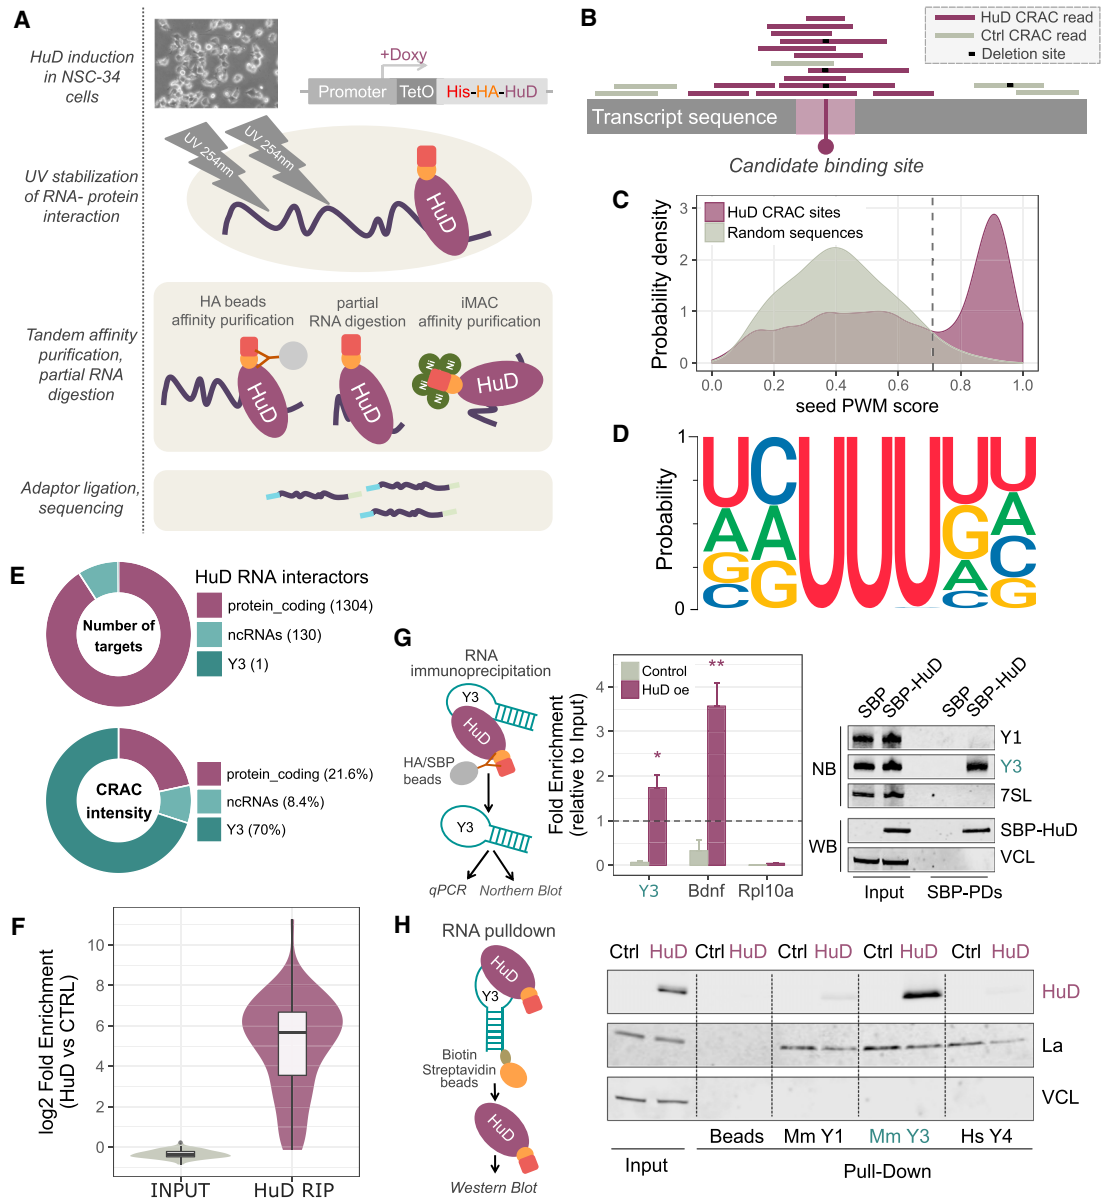 A
HuD induction
in NSC-34
cells
+Doxy
Promoter
TetO
His-HA-HuD
UV stabilization
of RNA- protein
interaction
UV 254nm
UV 254nm
HuD
Tandem affinity
purification,
partial RNA
digestion
HA beads
affinity purification
partial
RNA digestion
iMAC
affinity purification
HuD
HuD
Ni
Ni
Ni
Ni
HuD
Adaptor ligation,
sequencing
B
HuD CRAC read
Ctrl CRAC read
Deletion site
Transcript sequence
Candidate binding site
C
Probability density
3
2
1
0
HuD CRAC sites
Random sequences
0.0
0.2
0.4
0.6
0.8
1.0
seed PWM score
D
Probability
1
0
U C U U U U U
A A G A
G G A C
C C G
E
HuD RNA interactors
Number of
targets
protein_coding (1304)
ncRNAs (130)
Y3 (1)
CRAC
intensity
protein_coding (21.6%)
ncRNAs (8.4%)
Y3 (70%)
F
log2 Fold Enrichment
(HuD vs CTRL)
10
8
6
4
2
0
INPUT
HuD RIP
G
RNA
immunoprecipitation
Y3
HuD
HA/SBP
beads
Y3
qPCR
Northern Blot
Fold Enrichment
(relative to Input)
4
3
2
1
0
Control
HuD oe
*
**
Y3
Bdnf
Rpl10a
SBP
SBP-HuD
SBP
SBP-HuD
NB
Y1
Y3
7SL
WB
SBP-HuD
VCL
Input
SBP-PDs
H
RNA pulldown
HuD
Y3
Biotin
Streptavidin
beads
HuD
Western Blot
Ctrl HuD Ctrl HuD Ctrl HuD Ctrl HuD Ctrl HuD
HuD
La
VCL
Beads
Mm Y1
Mm Y3
Hs Y4
Input
Pull-Down